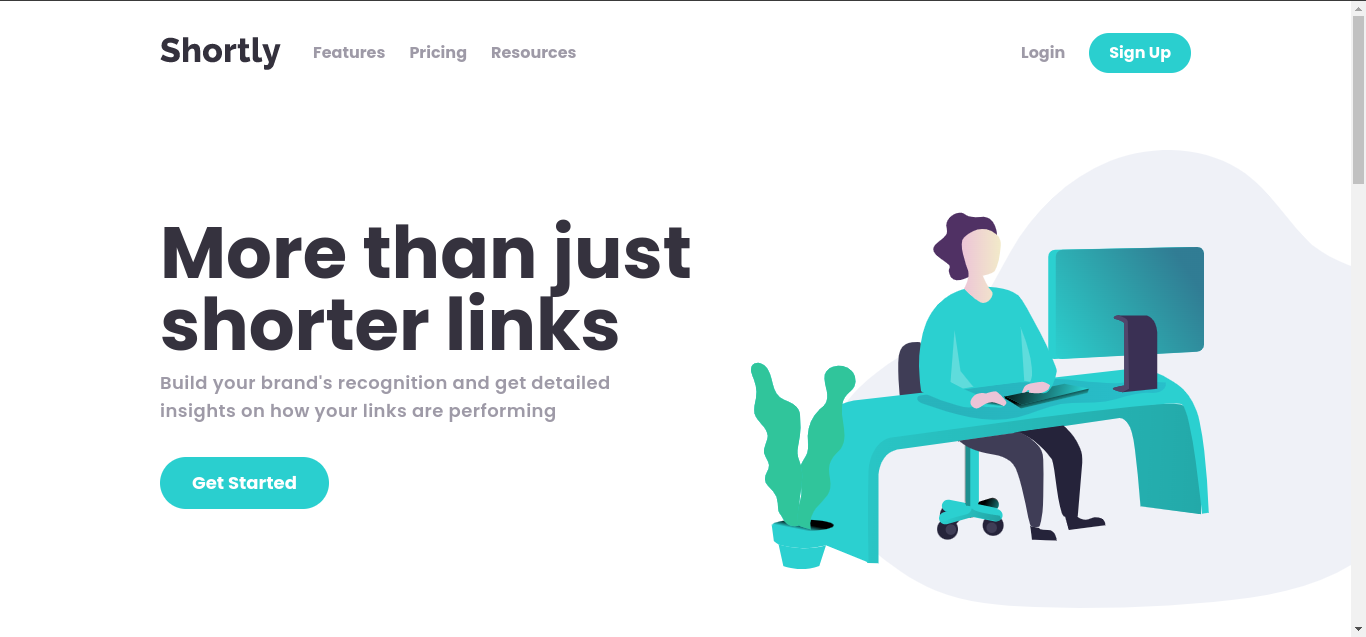 Shortly Features Pricing Resources Login Sign Up
More than just
shorter links
Build your brand's recognition and get detailed
insights on how your links are performing
Get Started